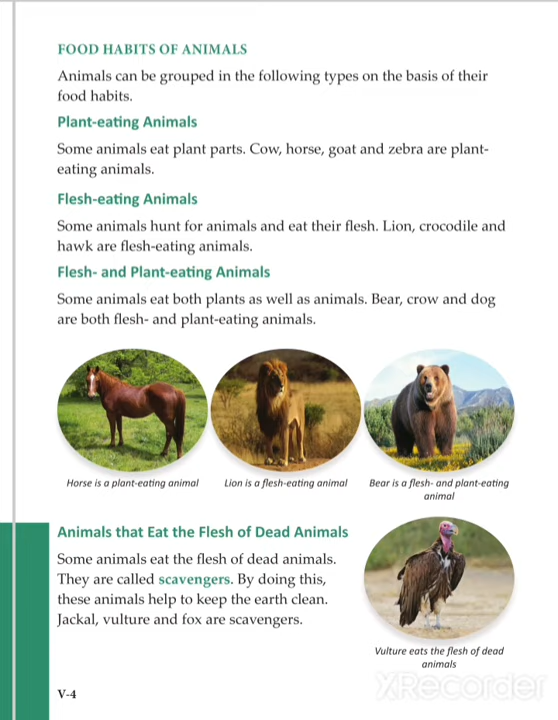 FOOD HABITS OF ANIMALS
Animals can be grouped in the following types on the basis of their
food habits.
Plant-eating Animals
Some animals eat plant parts. Cow, horse, goat and zebra are plant-
eating animals.
Flesh-eating Animals
Some animals hunt for animals and eat their flesh. Lion, crocodile and
hawk are flesh-eating animals.
Flesh- and Plant-eating Animals
Some animals eat both plants as well as animals. Bear, crow and dog
are both flesh- and plant-eating animals.
Horse is a plant-eating animal
Lion is a flesh-eating animal
Bear is a flesh- and plant-eating
animal
Animals that Eat the Flesh of Dead Animals
Some animals eat the flesh of dead animals.
They are called scavengers. By doing this,
these animals help to keep the earth clean.
Jackal, vulture and fox are scavengers.
Vulture eats the flesh of dead
animals
V-4
XRecorder